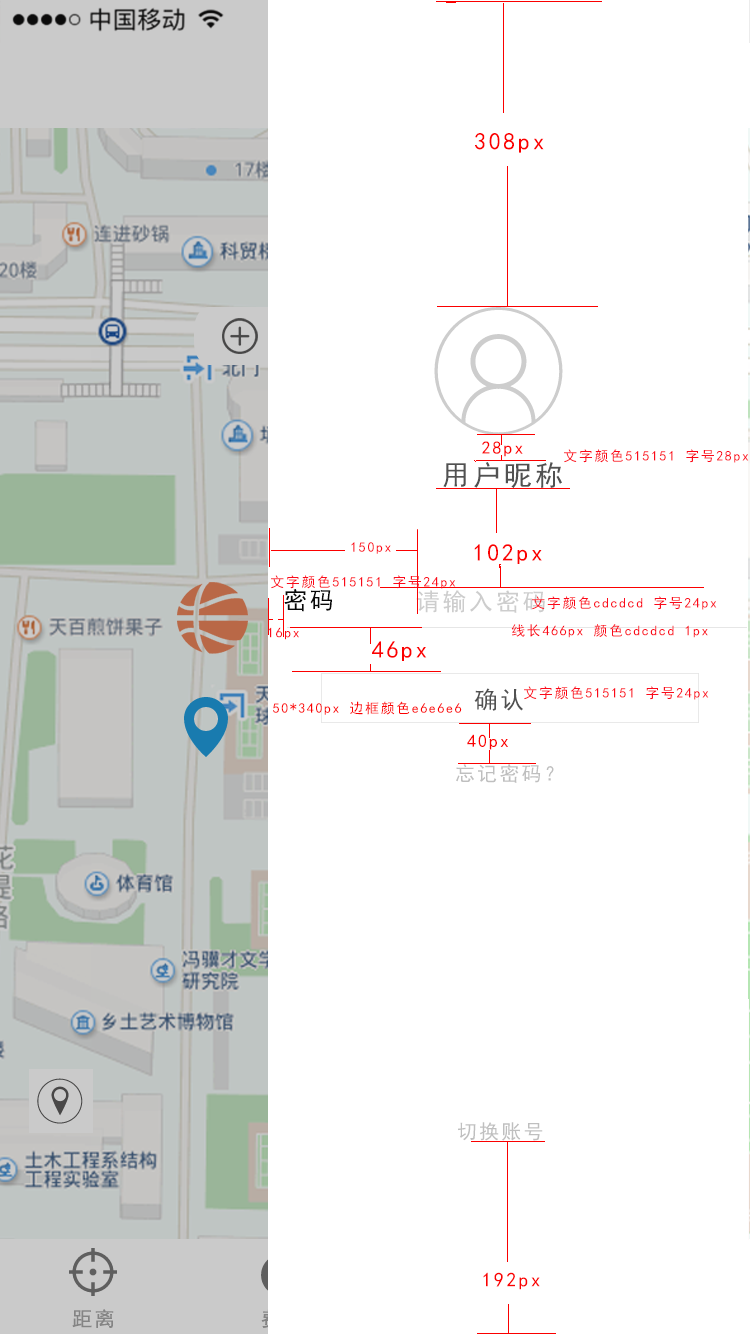 中国移动
308px
17楼
连进砂锅
科贸楼
20楼
北门
28px
文字颜色515151 字号28px
用户昵称
150px
102px
文字颜色515151 字号24px
密码
请输入密码
文字颜色cdcdcd 字号24px
天百煎饼果子
16px
线长466px 颜色cdcdcd 1px
46px
确认
文字颜色515151 字号24px
50*340px 边框颜色e6e6e6
40px
忘记密码?
体育馆
冯骥才文学
研究院
乡土艺术博物馆
切换账号
土木工程系结构
工程实验室
192px
距离